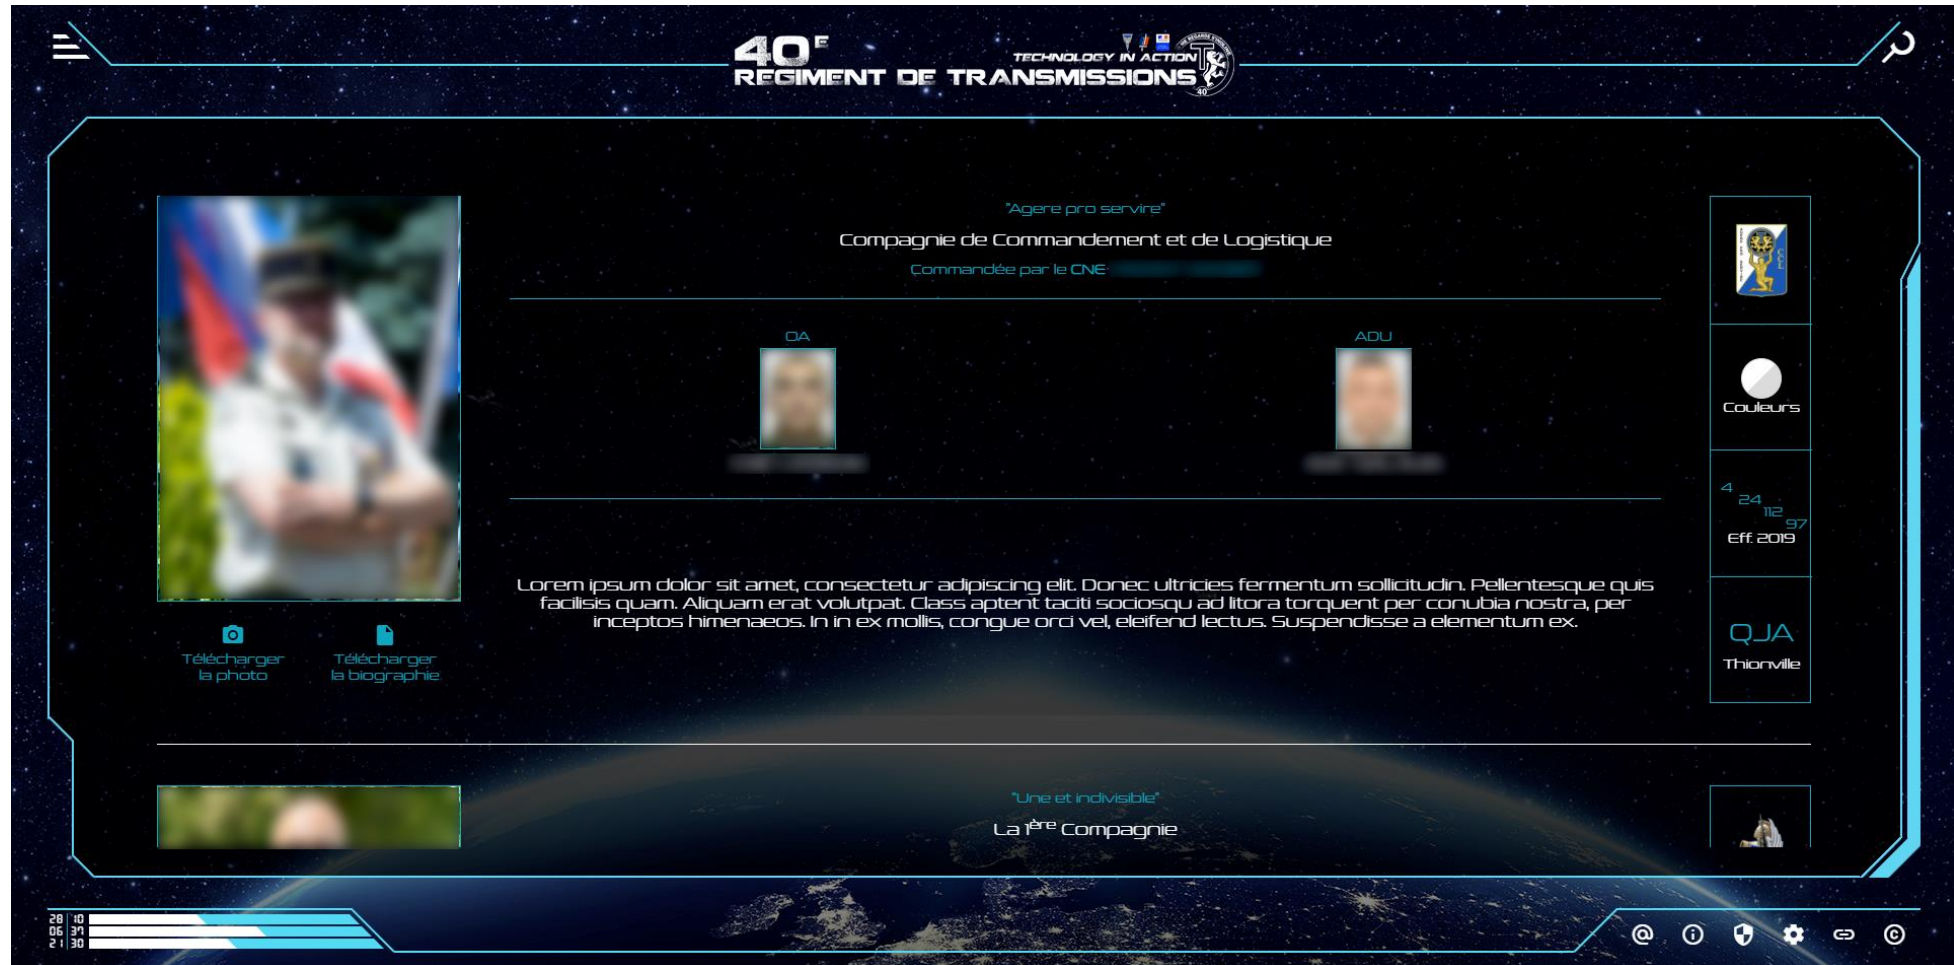 40E
TECHNOLOGY IN ACTION
REGIMENT DE TRANSMISSIONS
40
"Agere pro servire"
Compagnie de Commandement et de Logistique
Commandée par le CNE
OA
ADU
Couleurs
4
24
112
97
Eff. 2019
Lorem ipsum dolor sit amet, consectetur adipiscing elit. Donec ultricies fermentum sollicitudin. Pellentesque quis
facilisis quam. Aliquam erat volutpat. Class aptent taciti sociosqu ad litora torquent per conubia nostra, per
inceptos himenaeos. In in ex mollis, congue orci vel, eleifend lectus. Suspendisse a elementum ex.
QJA
Thionville
Télécharger
la photo
Télécharger
la biographie
"Une et indivisible"
La 1ère Compagnie
28 10
06 37
21 30